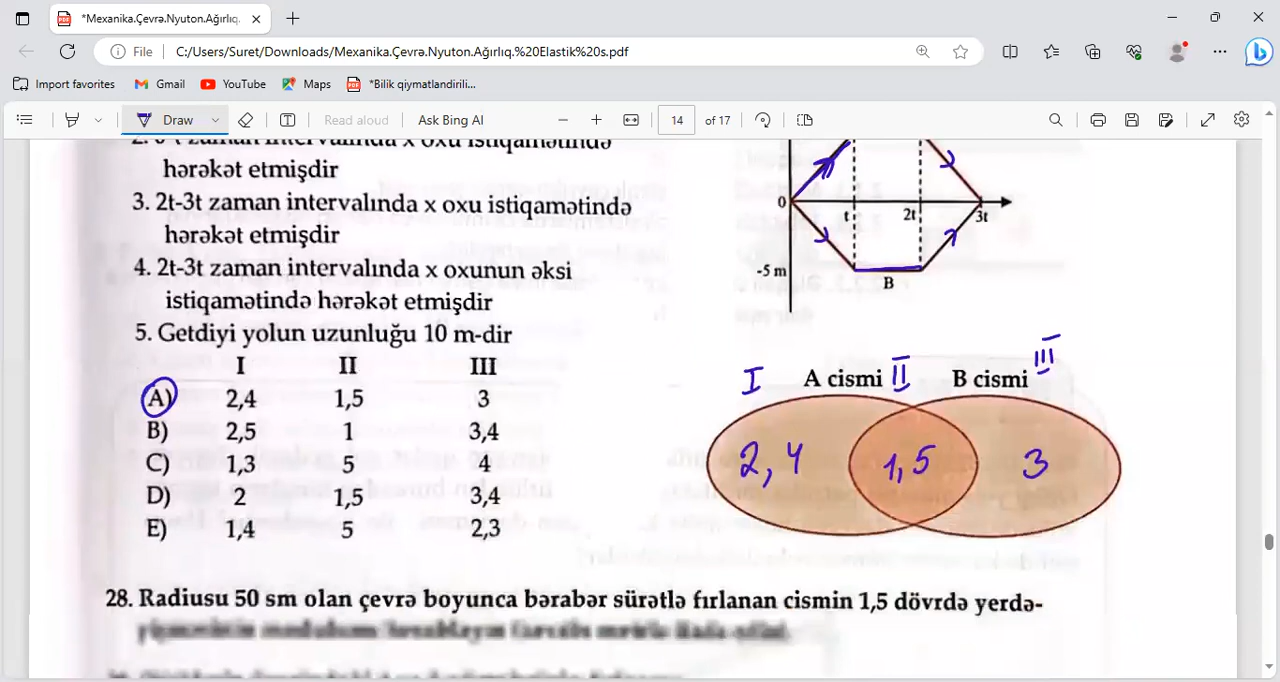 *Mexanika.Çevrə.Nyuton.Ağırlıq.
File C:/Users/Suret/Downloads/Mexanika.Çevrə.Nyuton.Ağırlıq.%20Elastik%20s.pdf
Import favorites Gmail YouTube Maps *Bilik qiymatlandirili...
Draw Read aloud Ask Bing AI 14 of 17
zaman intervalında x oxu istiqamətində
hərəkət etmişdir
3. 2t-3t zaman intervalında x oxu istiqamətində
hərəkət etmişdir
4. 2t-3t zaman intervalında x oxunun əksi
istiqamətində hərəkət etmişdir
5. Getdiyi yolun uzunluğu 10 m-dir
I II III
A) 2,4 1,5 3
B) 2,5 1 3,4
C) 1,3 5 4
D) 2 1,5 3,4
E) 1,4 5 2,3
0 t 2t 3t
-5 m
B
I A cismi II B cismi III
2,4 1,5 3
28. Radiusu 50 sm olan çevrə boyunca bərabər sürətlə fırlanan cismin 1,5 dövrdə yerdə-